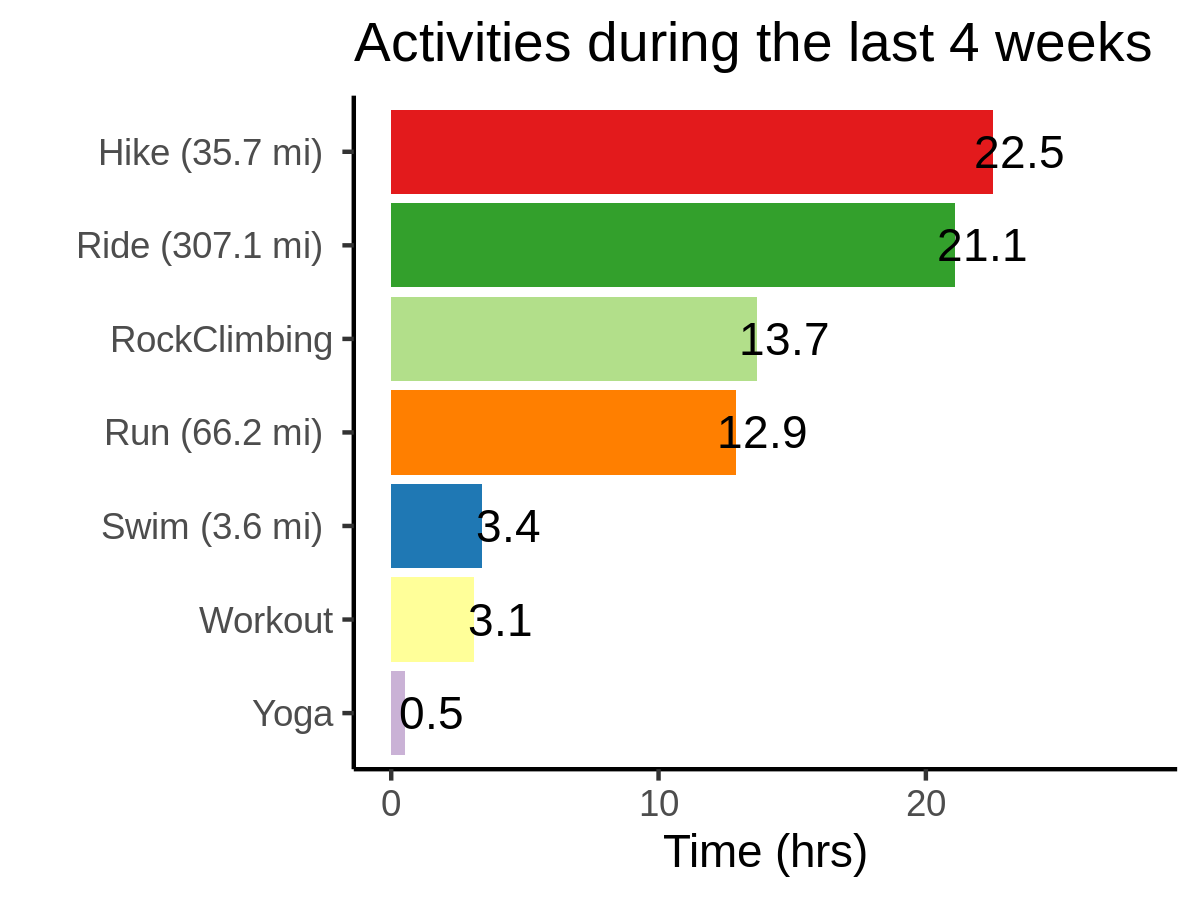 Activities during the last 4 weeks
Hike (35.7 mi) 22.5
Ride (307.1 mi) 21.1
RockClimbing 13.7
Run (66.2 mi) 12.9
Swim (3.6 mi) 3.4
Workout 3.1
Yoga 0.5
0 10 20
Time (hrs)